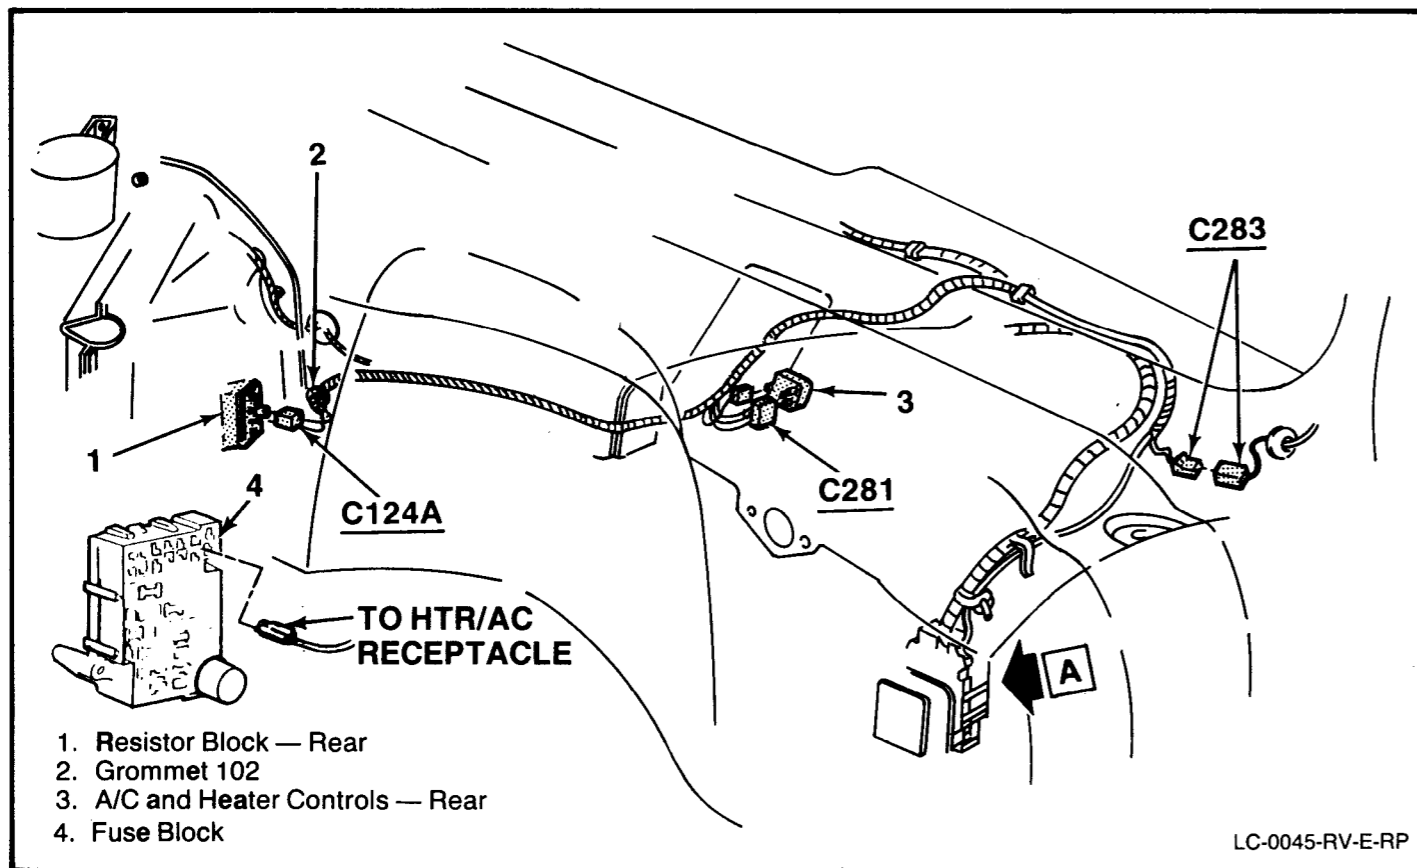 2
C283
3
1
C281
4
C124A
TO HTR/AC
RECEPTACLE
A
1. Resistor Block — Rear
2. Grommet 102
3. A/C and Heater Controls — Rear
4. Fuse Block
LC-0045-RV-E-RP